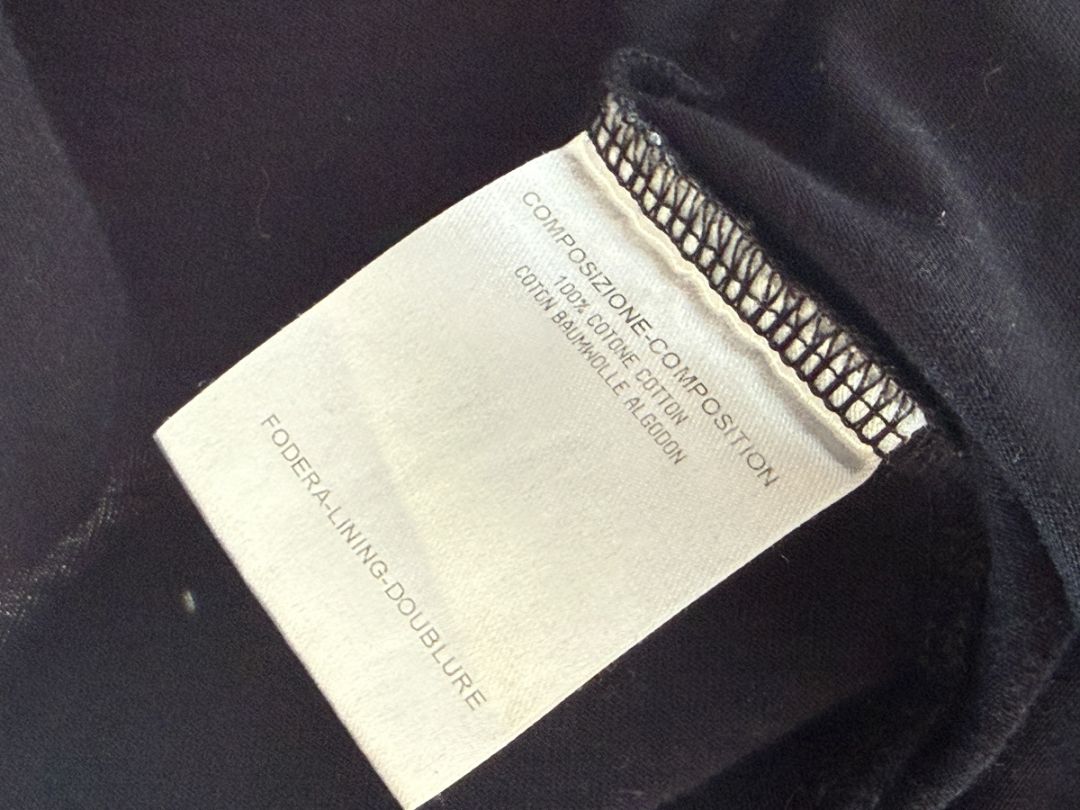 COMPOSIZIONE-COMPOSITION
100% COTONE COTTON
COTON BAUMWOLLE ALGODON
FODERA-LINING-DOUBLURE